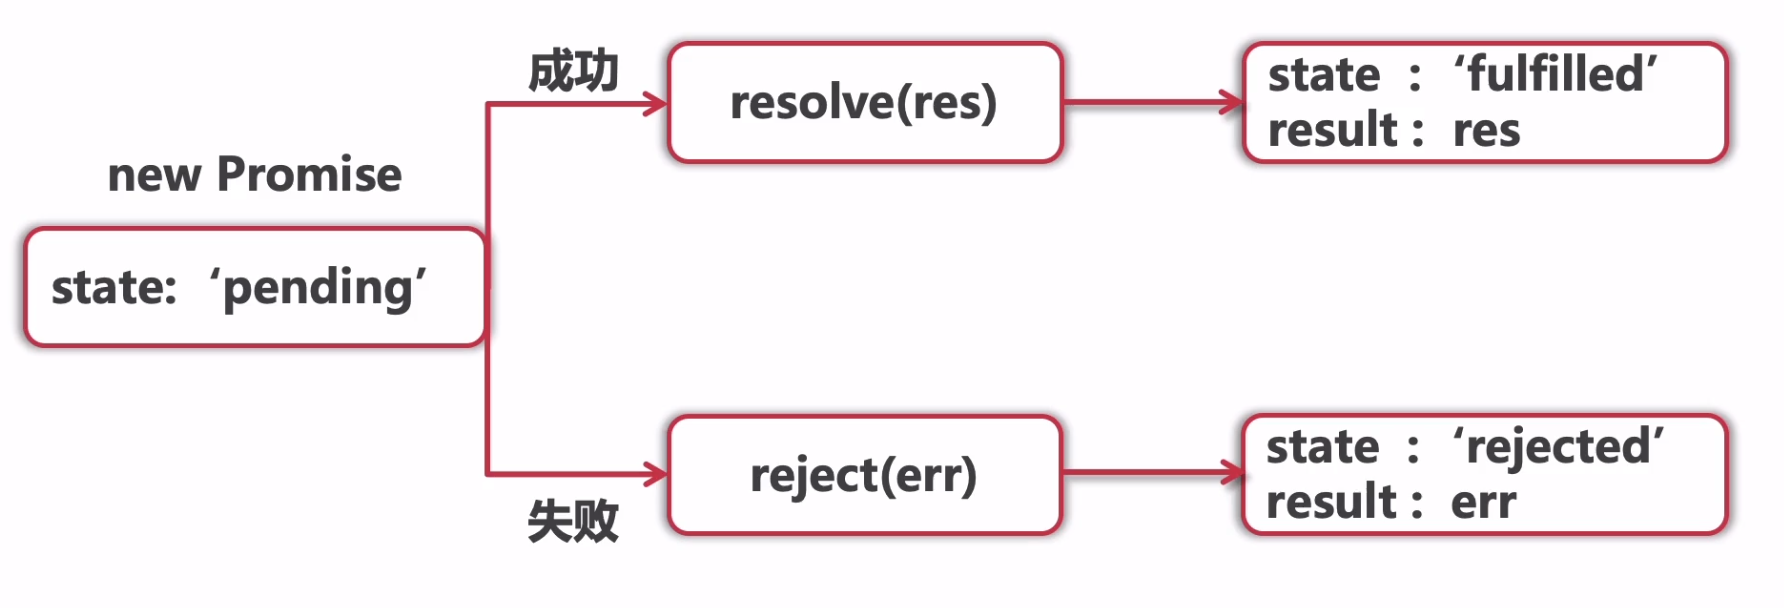 new Promise
state: ‘pending’
成功
resolve(res)
state : ‘fulfilled’
result : res
失败
reject(err)
state : ‘rejected’
result : err